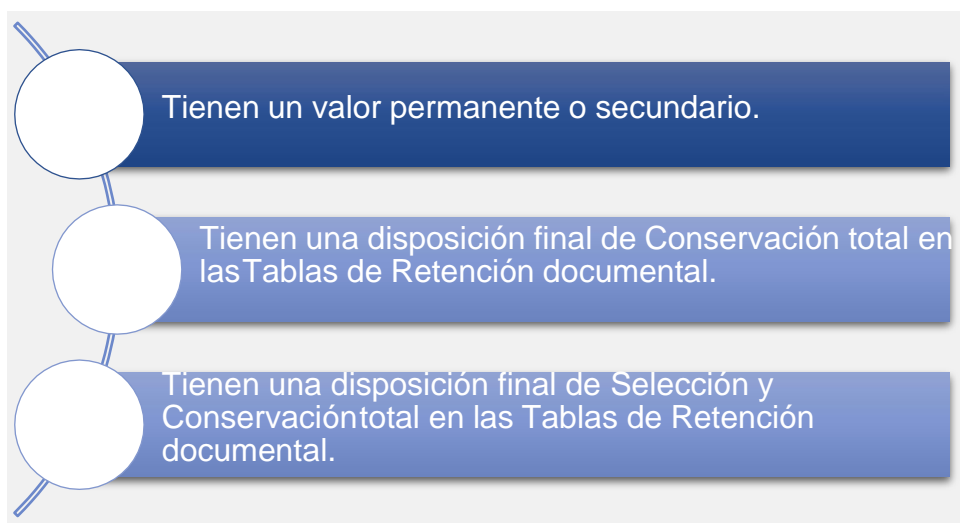 Tienen un valor permanente o secundario.
Tienen una disposición final de Conservación total en
lasTablas de Retención documental.
Tienen una disposición final de Selección y
Conservacióntotal en las Tablas de Retención
documental.